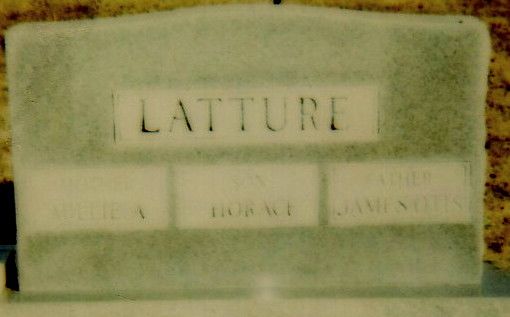 LATTURE
SON
HORACE
FATHER
JAMES OTIS